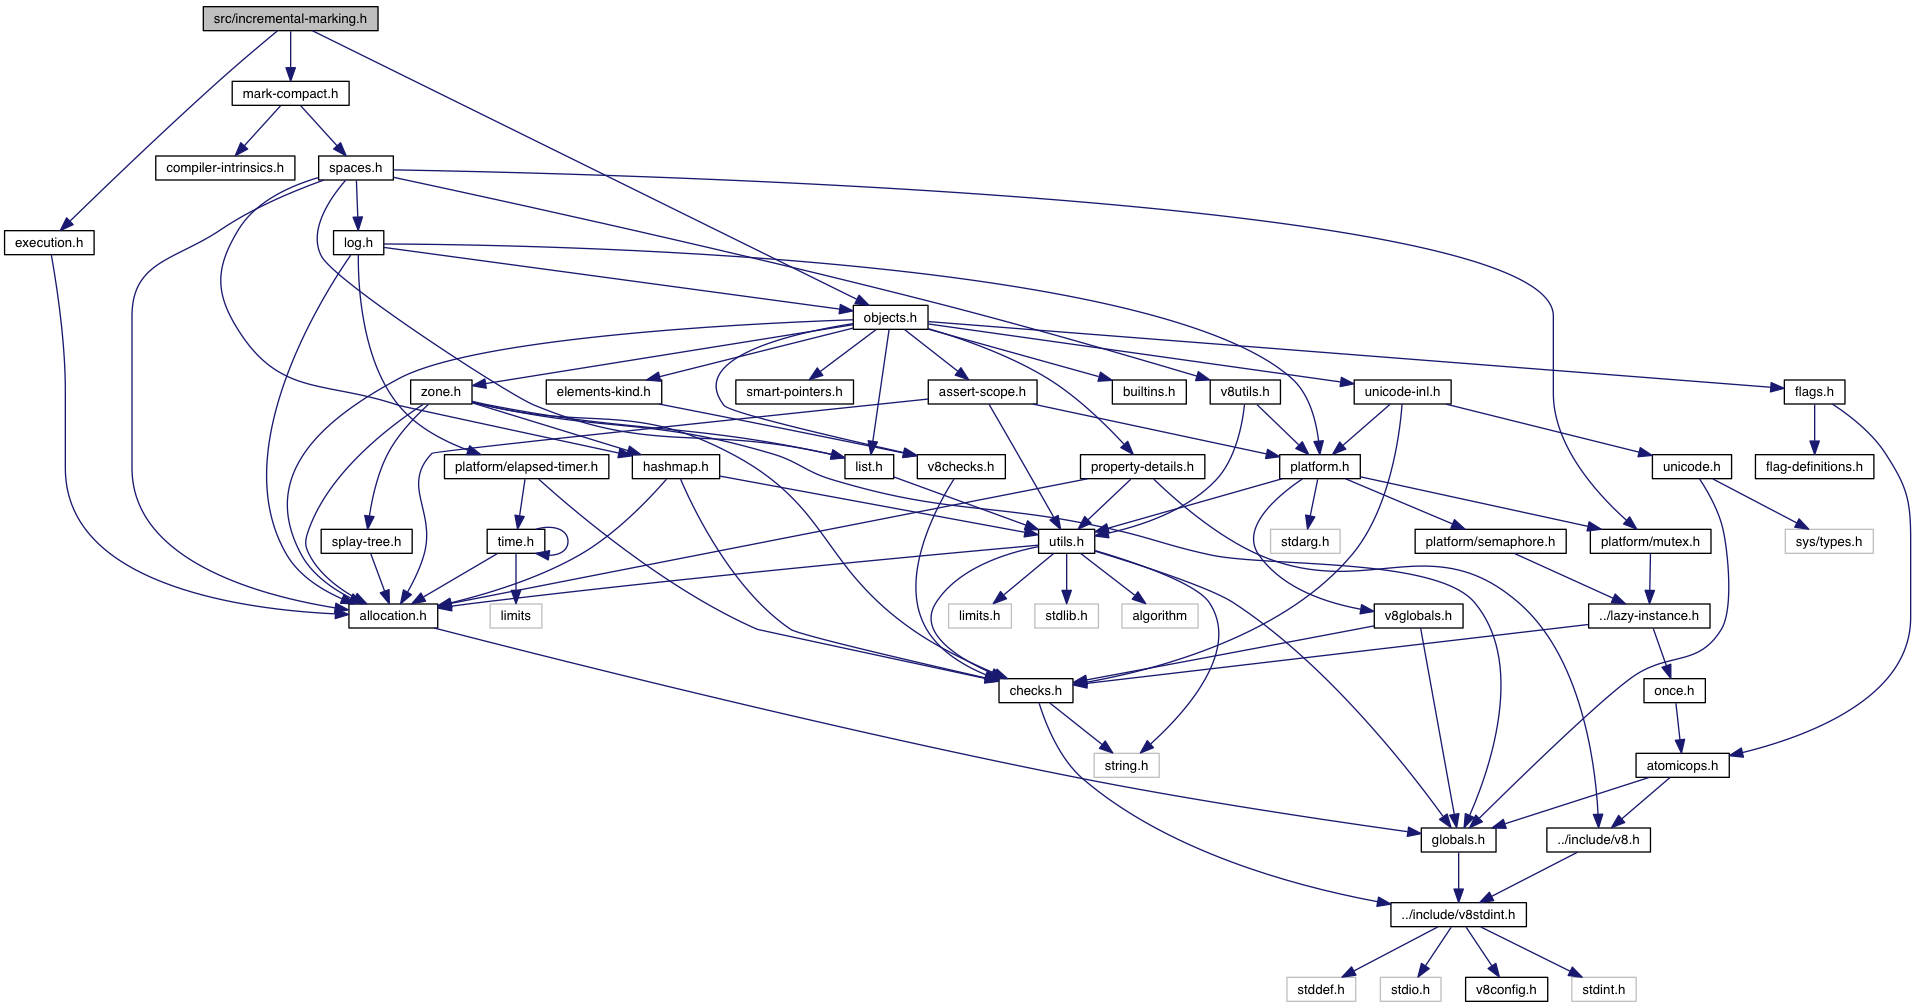 src/incremental-marking.h
mark-compact.h
compiler-intrinsics.h
spaces.h
execution.h
log.h
objects.h
zone.h
elements-kind.h
smart-pointers.h
assert-scope.h
builtins.h
v8utils.h
unicode-inl.h
flags.h
platform/elapsed-timer.h
hashmap.h
list.h
v8checks.h
property-details.h
platform.h
unicode.h
flag-definitions.h
splay-tree.h
time.h
utils.h
stdarg.h
platform/semaphore.h
platform/mutex.h
sys/types.h
allocation.h
limits
limits.h
stdlib.h
algorithm
v8globals.h
../lazy-instance.h
checks.h
once.h
string.h
atomicops.h
globals.h
../include/v8.h
../include/v8stdint.h
stddef.h
stdio.h
v8config.h
stdint.h